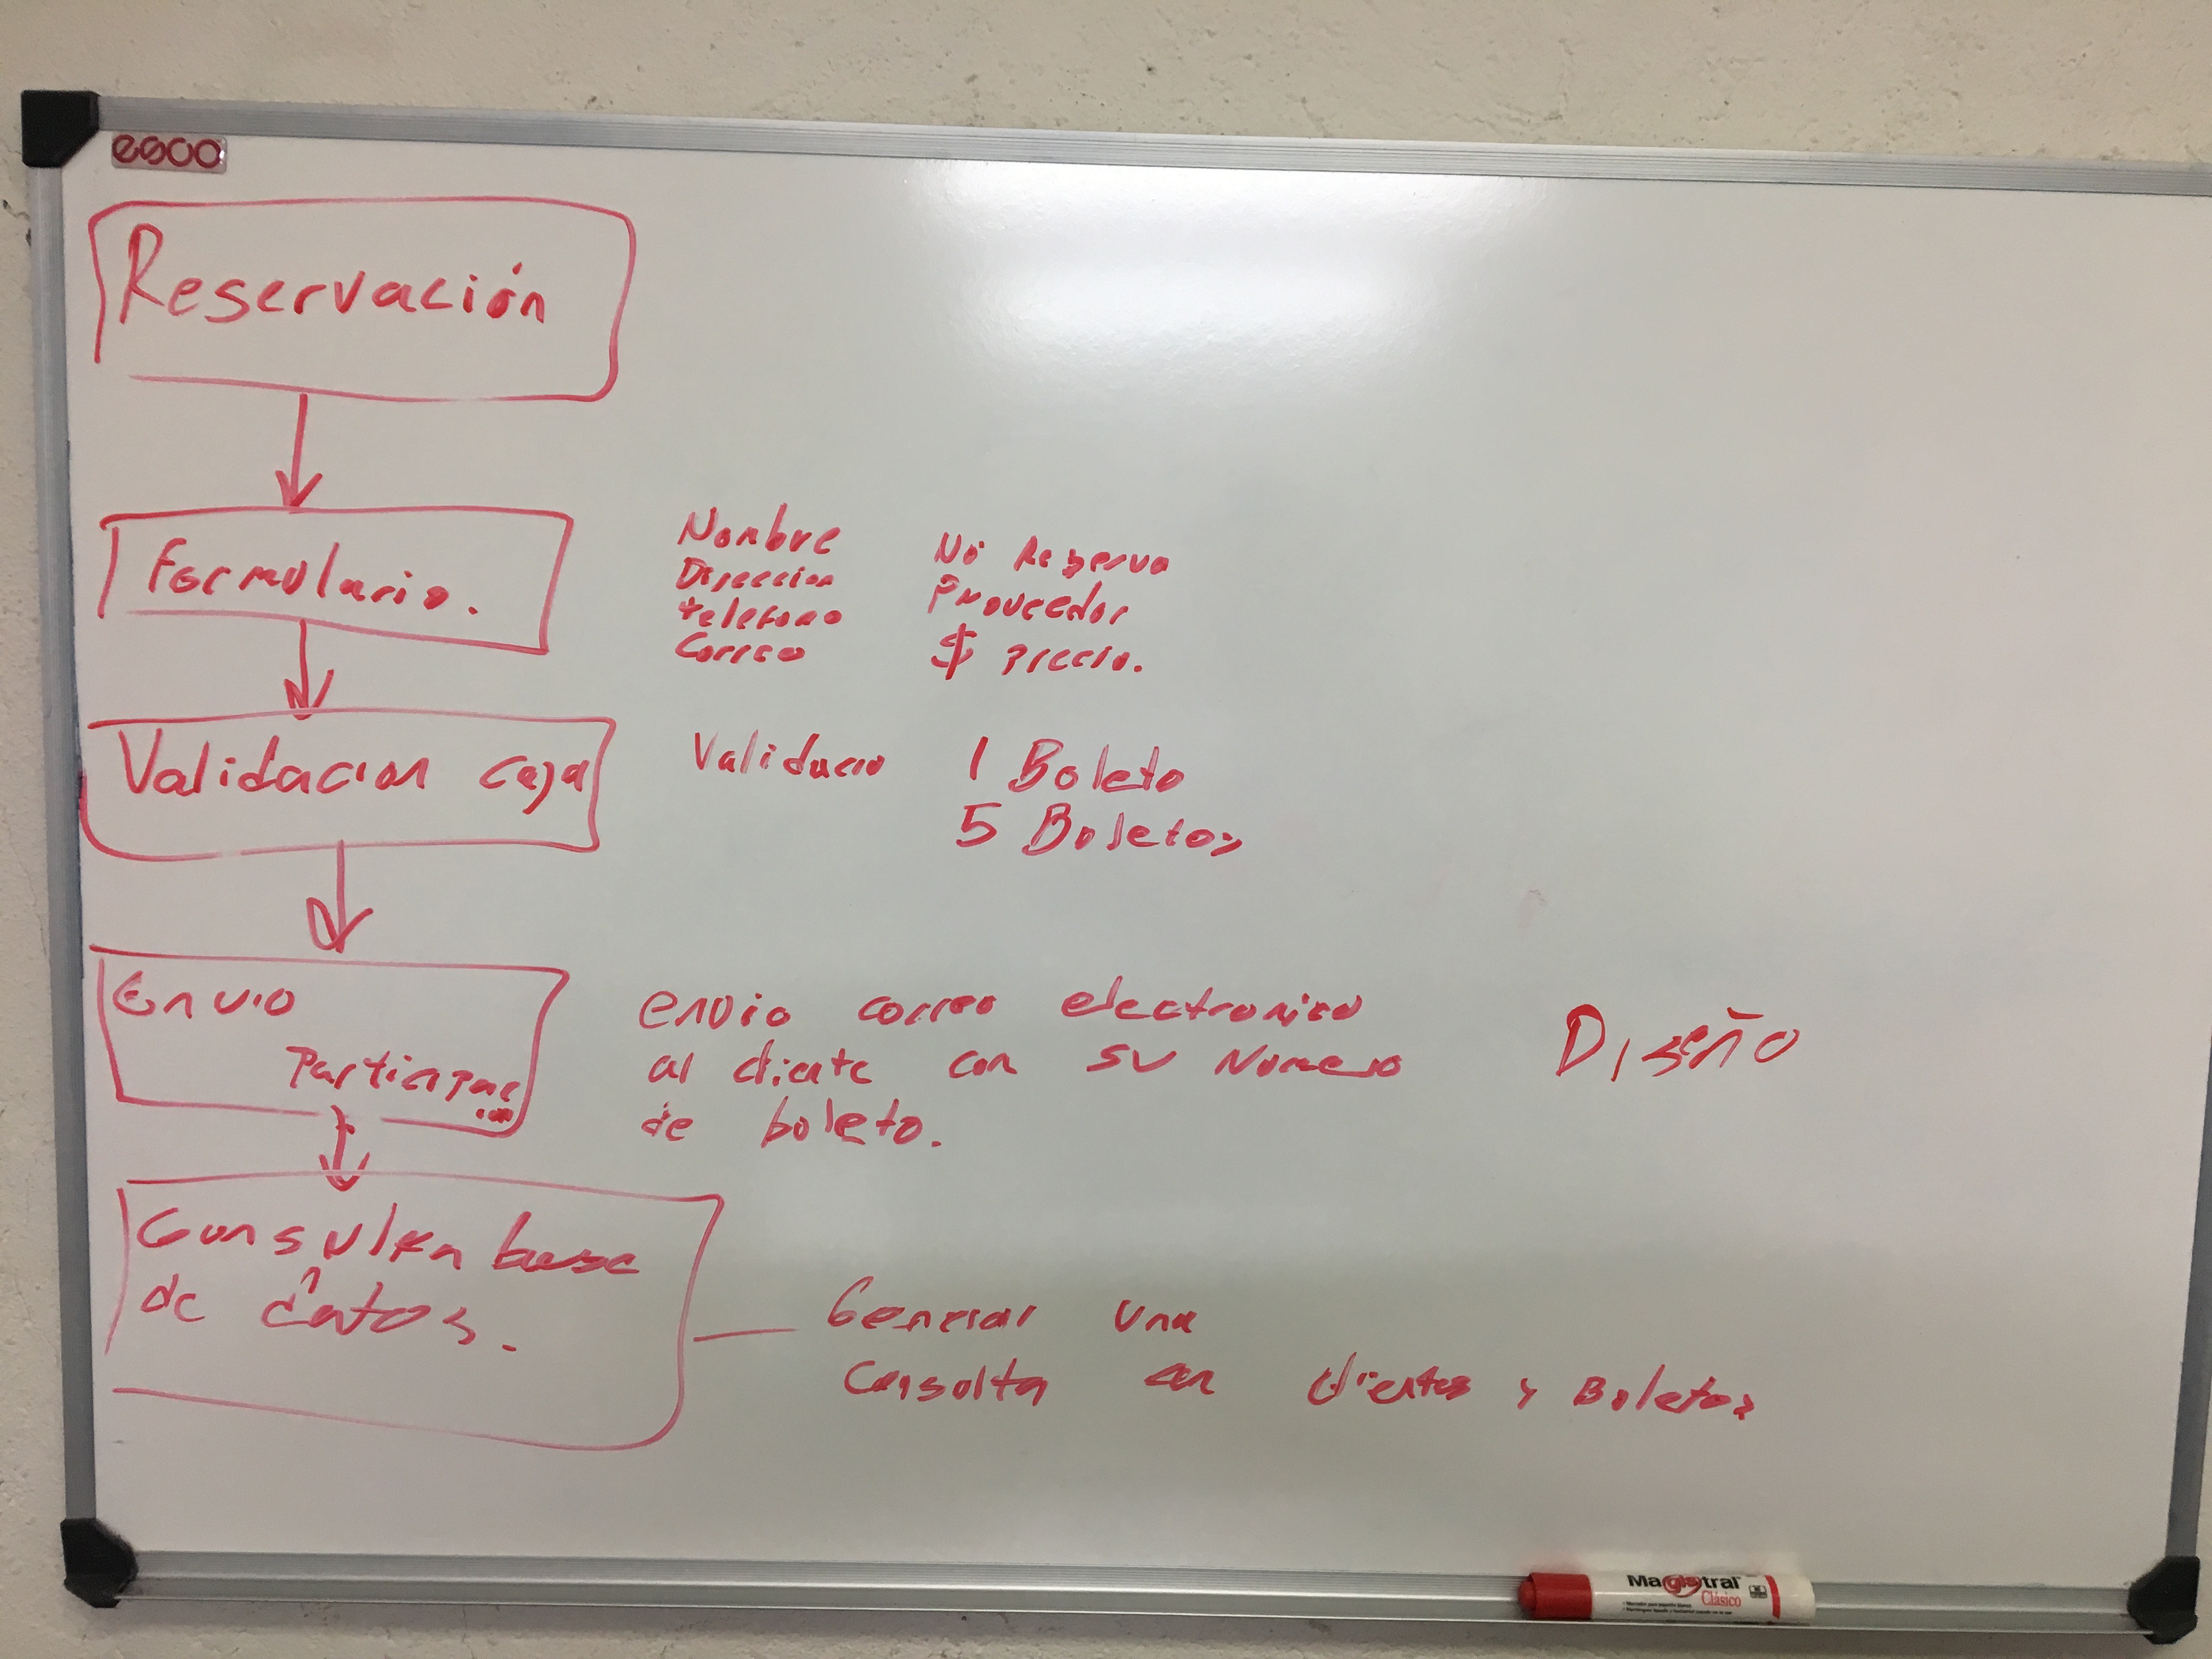 esco
Reservación
Formulario.
Nombre
Direccion
telefono
Correo
No Reserva
Proveedor
$ precio.
Validacion caja
Validacio
1 Boleto
5 Boletos
Envio
Participac
ion
envio correo electronico
al cliente con su Numero
de boleto.
Diseño
Consulta base
de datos.
Generar una
Consulta en clientes y Boletos
Magistral
Clásico